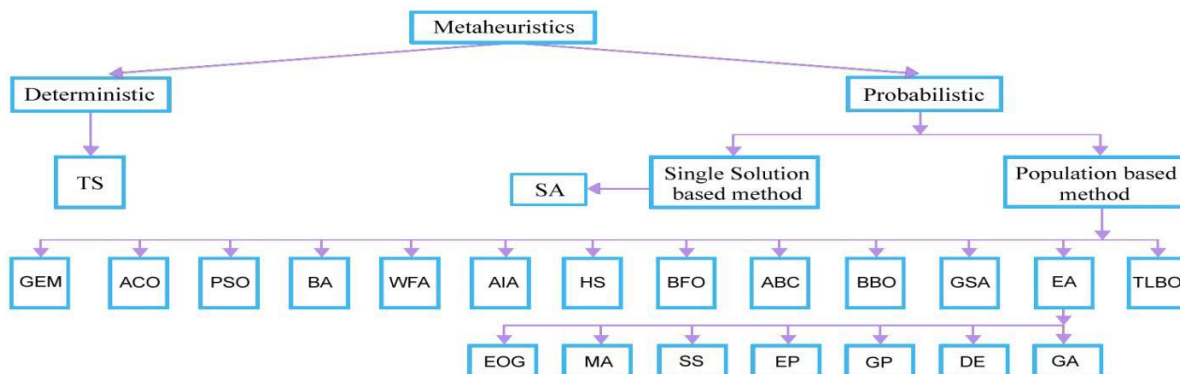 Metaheuristics
Deterministic
Probabilistic
TS
SA
Single Solution
based method
Population based
method
GEM
ACO
PSO
BA
WFA
AIA
HS
BFO
ABC
BBO
GSA
EA
TLBO
EOG
MA
SS
EP
GP
DE
GA